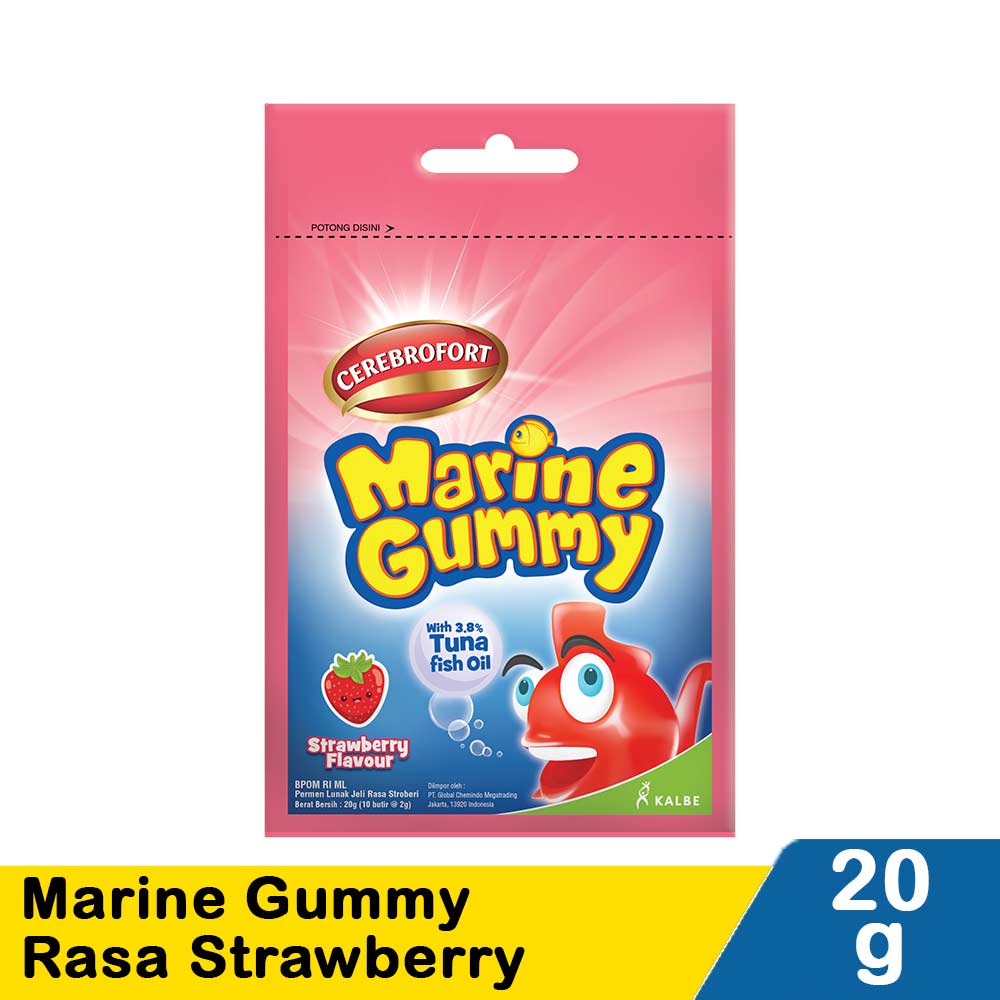 POTONG DISINI >
CEREBROFORT
Marine
Gummy
With 3.8%
Tuna
fish Oil
Strawberry
Flavour
BPOM RI ML
Permen Lunak Jeli Rasa Stroberi
Berat Bersih : 20g (10 butir @ 2g)
Diimpor oleh :
PT. Global Chemindo Megatrading
Jakarta, 13920 Indonesia
KALBE
Marine Gummy
Rasa Strawberry
20
g